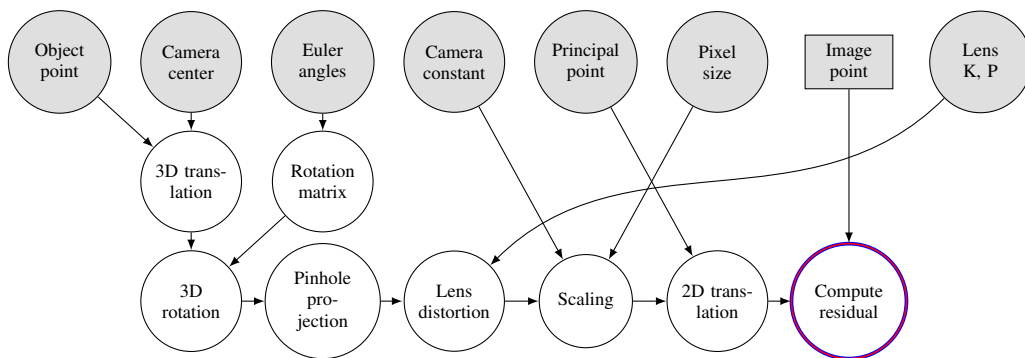 Object
point
Camera
center
Euler
angles
Camera
constant
Principal
point
Pixel
size
Image
point
Lens
K, P
3D trans-
lation
Rotation
matrix
3D
rotation
Pinhole
pro-
jection
Lens
distortion
Scaling
2D trans-
lation
Compute
residual